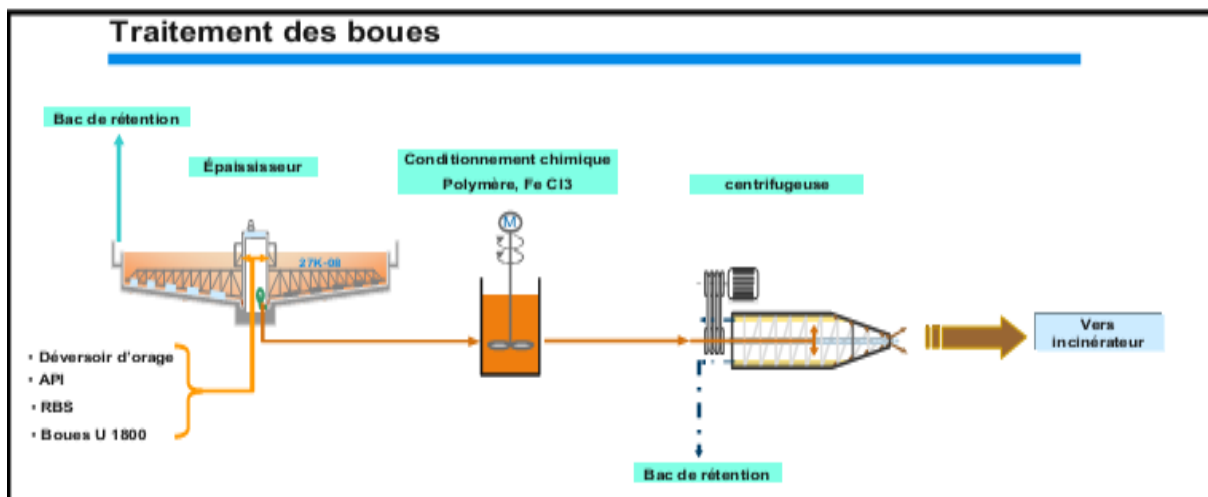 Traitement des boues
Bac de rétention
Épaississeur
Conditionnement chimique
Polymère, Fe Cl3
centrifugeuse
M
27K-08
Vers
incinérateur
• Déversoir d'orage
• API
• RBS
• Boues U 1800
Bac de rétention